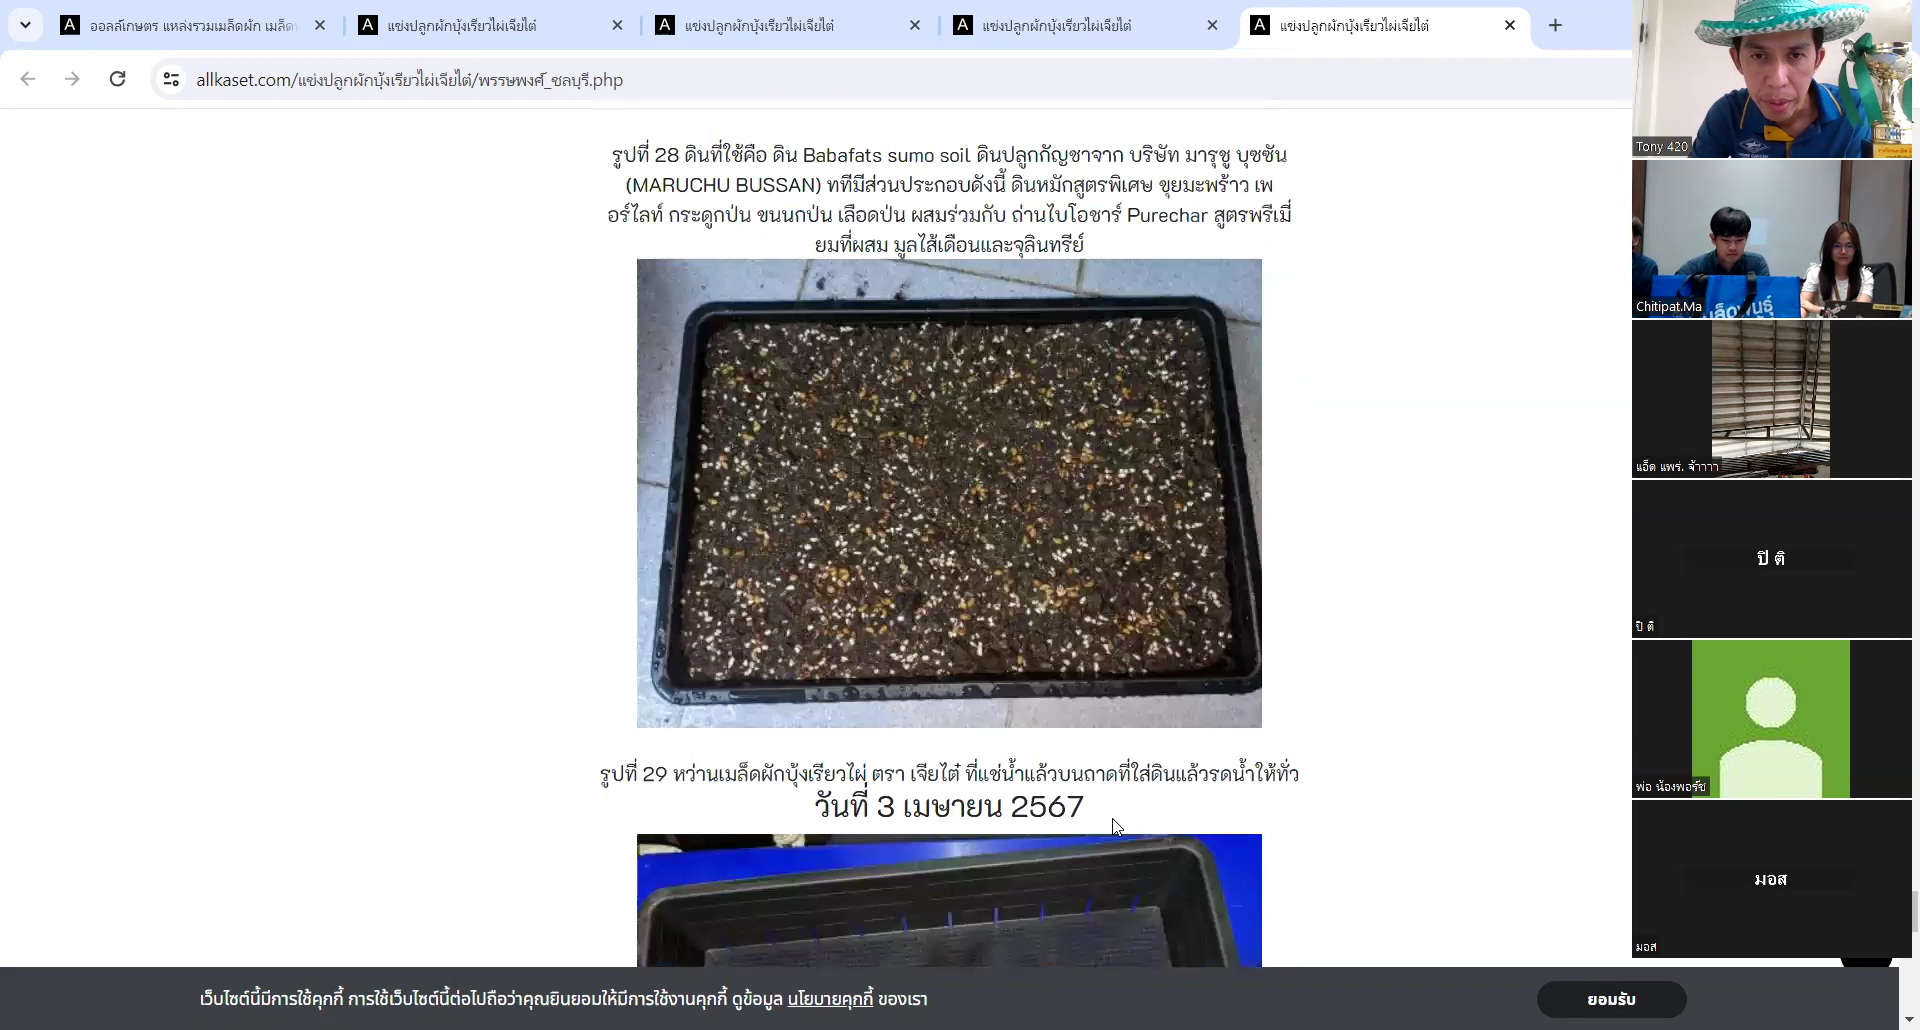 ออลล์เกษตร แหล่งรวมเมล็ดผัก เมล็ด
แข่งปลูกผักบุ้งเรียวไผ่เจียไต๋
แข่งปลูกผักบุ้งเรียวไผ่เจียไต๋
แข่งปลูกผักบุ้งเรียวไผ่เจียไต๋
แข่งปลูกผักบุ้งเรียวไผ่เจียไต๋
allkaset.com/แข่งปลูกผักบุ้งเรียวไผ่เจียไต๋/พรรษพงศ์_ชลบุรี.php
รูปที่ 28 ดินที่ใช้คือ ดิน Babafats sumo soil ดินปลูกกัญชาจาก บริษัท มารุชู บุซซัน
(MARUCHU BUSSAN) ททีมีส่วนประกอบดังนี้ ดินหมักสูตรพิเศษ ขุยมะพร้าว เพ
อร์ไลท์ กระดูกป่น ขนนกป่น เลือดป่น ผสมร่วมกับ ถ่านไบโอชาร์ Purechar สูตรพรีเมี่
ยมที่ผสม มูลไส้เดือนและจุลินทรีย์
รูปที่ 29 หว่านเมล็ดผักบุ้งเรียวไผ่ ตรา เจียไต๋ ที่แช่น้ำแล้วบนถาดที่ใส่ดินแล้วรดน้ำให้ทั่ว
วันที่ 3 เมษายน 2567
เว็บไซต์นี้มีการใช้คุกกี้ การใช้เว็บไซต์นี้ต่อไปถือว่าคุณยินยอมให้มีการใช้งานคุกกี้ ดูข้อมูล นโยบายคุกกี้ ของเรา
ยอมรับ
Tony 420
Chitipat.Ma
แอ็ด แพร่. จ้าาาา
ปิ ติ
ปิ ติ
พ่อ น้องพอร์ช
มอส
มอส